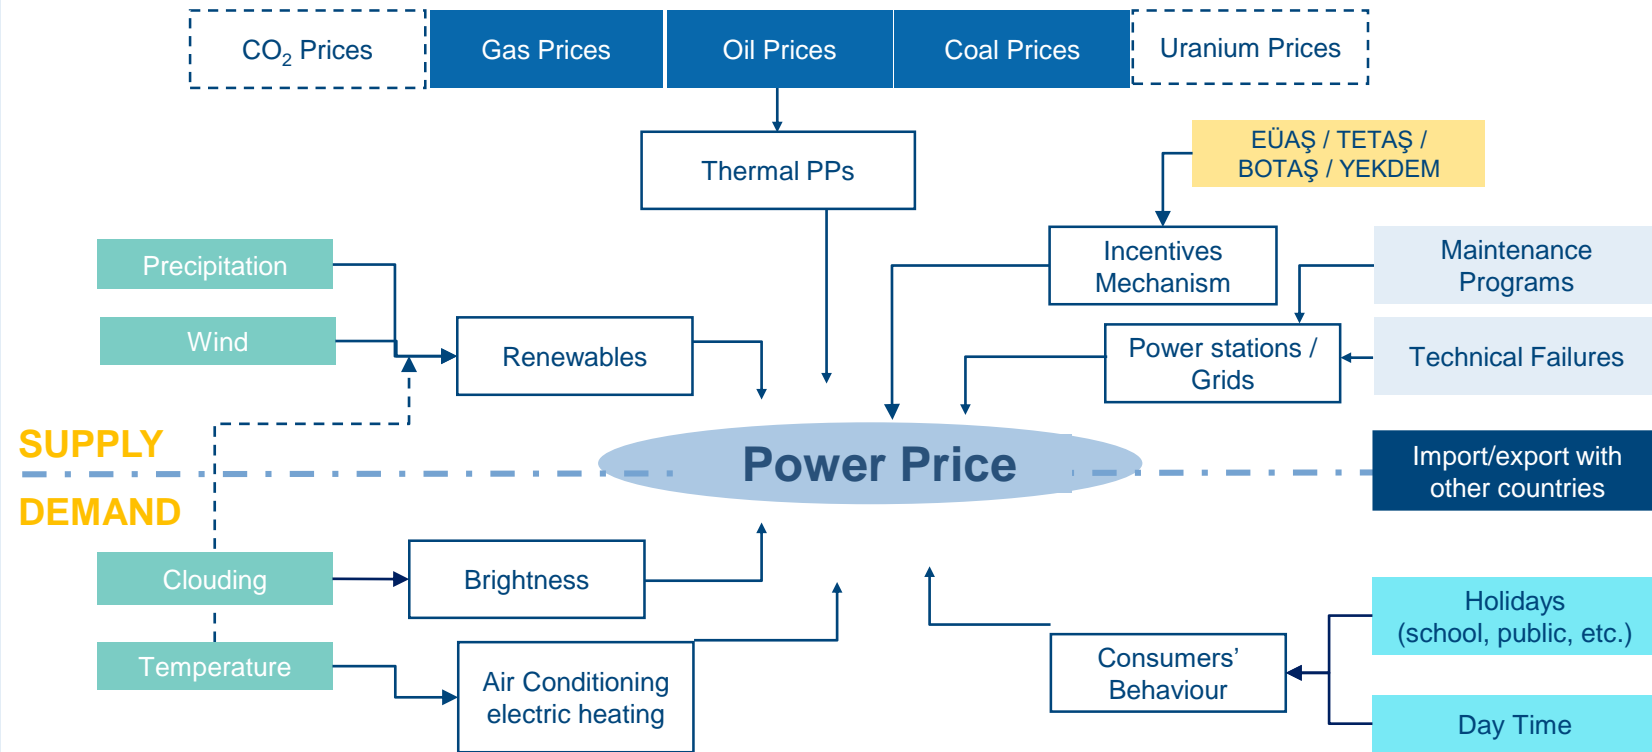 CO₂ Prices
Gas Prices
Oil Prices
Coal Prices
Uranium Prices
Thermal PPs
EÜAŞ / TETAŞ /
BOTAŞ / YEKDEM
Precipitation
Incentives
Mechanism
Maintenance
Programs
Wind
Renewables
Power stations /
Grids
Technical Failures
SUPPLY
Power Price
Import/export with
other countries
DEMAND
Clouding
Brightness
Holidays
(school, public, etc.)
Temperature
Air Conditioning
electric heating
Consumers’
Behaviour
Day Time